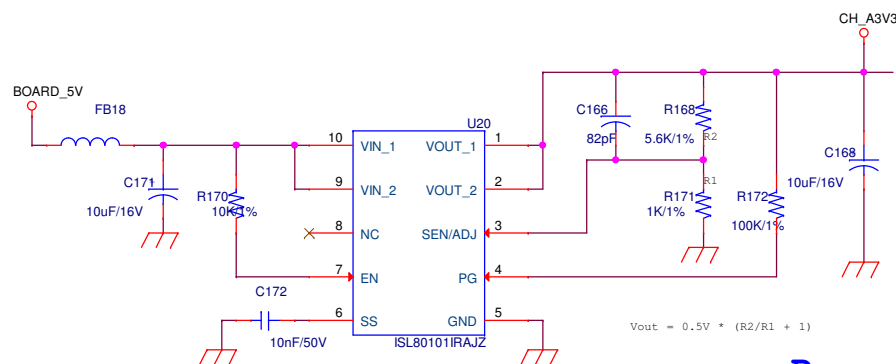 CH_A3V3
BOARD_5V
FB18
U20
C166
R168
82pF
5.6K/1%
R2
10
VIN_1
VOUT_1
1
C171
10uF/16V
R170
10K/1%
9
VIN_2
VOUT_2
2
R1
R171
1K/1%
R172
100K/1%
C168
10uF/16V
8
NC
SEN/ADJ
3
7
EN
PG
4
C172
10nF/50V
6
SS
GND
5
ISL80101IRAJZ
Vout = 0.5V * (R2/R1 + 1)